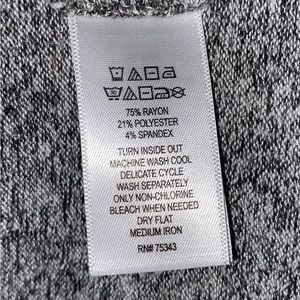 75% RAYON
21% POLYESTER
4% SPANDEX
TURN INSIDE OUT
MACHINE WASH COOL
DELICATE CYCLE
WASH SEPARATELY
ONLY NON-CHLORINE
BLEACH WHEN NEEDED
DRY FLAT
MEDIUM IRON
RN# 75343